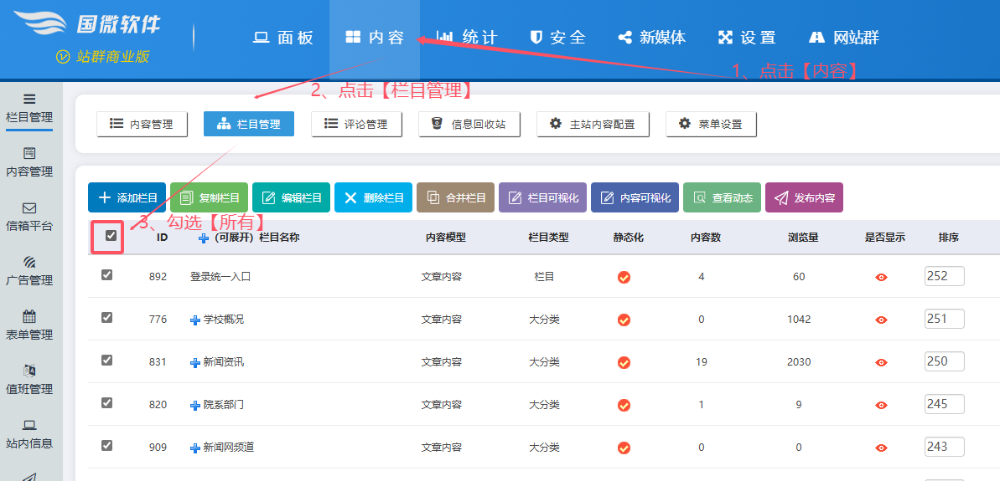 国微软件
站群商业版
面板 内容 统计 安全 新媒体 设置 网站群
1、点击【内容】
2、点击【栏目管理】
栏目管理
内容管理
信箱平台
广告管理
表单管理
值班管理
站内信息
内容管理 栏目管理 评论管理 信息回收站 主站内容配置 菜单设置
添加栏目 复制栏目 编辑栏目 删除栏目 合并栏目 栏目可视化 内容可视化 查看动态 发布内容
3、勾选【所有】
ID (可展开) 栏目名称 内容模型 栏目类型 静态化 内容数 浏览量 是否显示 排序
892 登录统一入口 文章内容 栏目 4 60 252
776 学校概况 文章内容 大分类 0 1042 251
831 新闻资讯 文章内容 大分类 19 2030 250
820 院系部门 文章内容 大分类 1 9 245
909 新闻网频道 文章内容 大分类 0 0 243